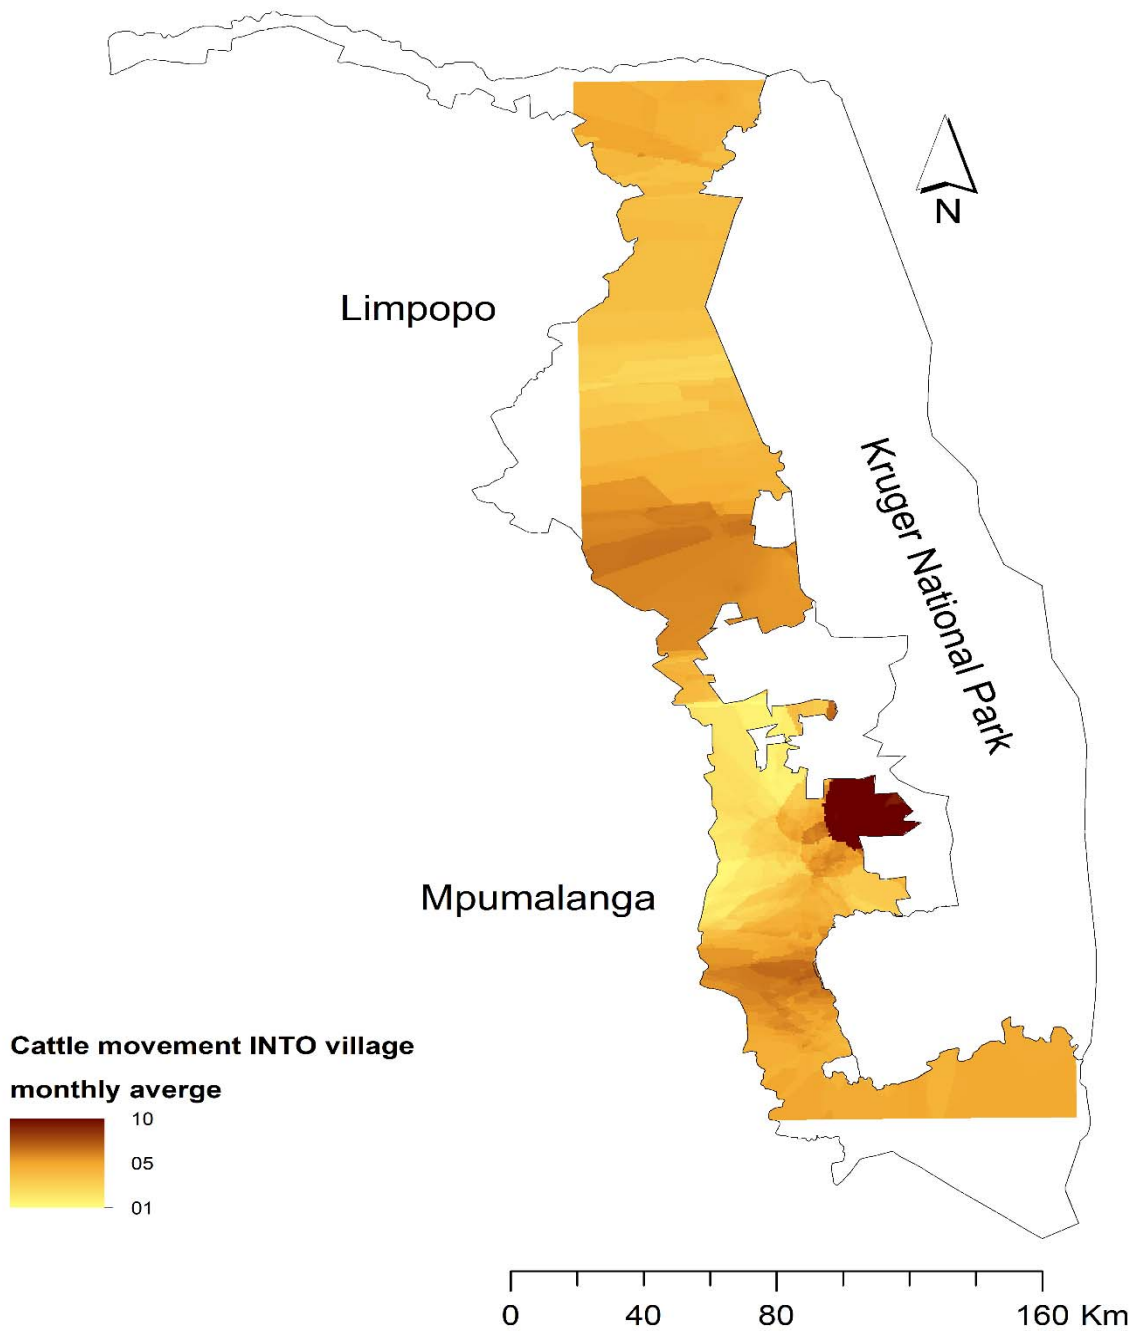 N
Limpopo
Kruger National Park
Mpumalanga
Cattle movement INTO village
monthly averge
10
05
01
0 40 80 160 Km